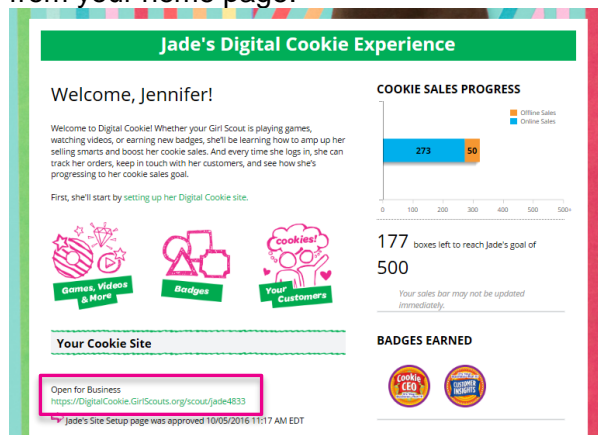 from your home page.
Jade's Digital Cookie Experience
Welcome, Jennifer!
Welcome to Digital Cookie! Whether your Girl Scout is playing games,
watching videos, or earning new badges, she'll be learning how to amp up her
selling smarts and boost her cookie sales. And every time she logs in, she can
track her orders, keep in touch with her customers, and see how she's
progressing to her cookie sales goal.
First, she'll start by setting up her Digital Cookie site.
Games, Videos
& More
Badges
cookies!
Your
Customers
Your Cookie Site
Open for Business
https://DigitalCookie.GirlScouts.org/scout/jade4833
Jade's Site Setup page was approved 10/05/2016 11:17 AM EDT
COOKIE SALES PROGRESS
Offline Sales
Online Sales
273 50
0 100 200 300 400 500 500+
177 boxes left to reach Jade's goal of
500
Your sales bar may not be updated
immediately.
BADGES EARNED
Cookie
CEO
CUSTOMER
INSIGHTS